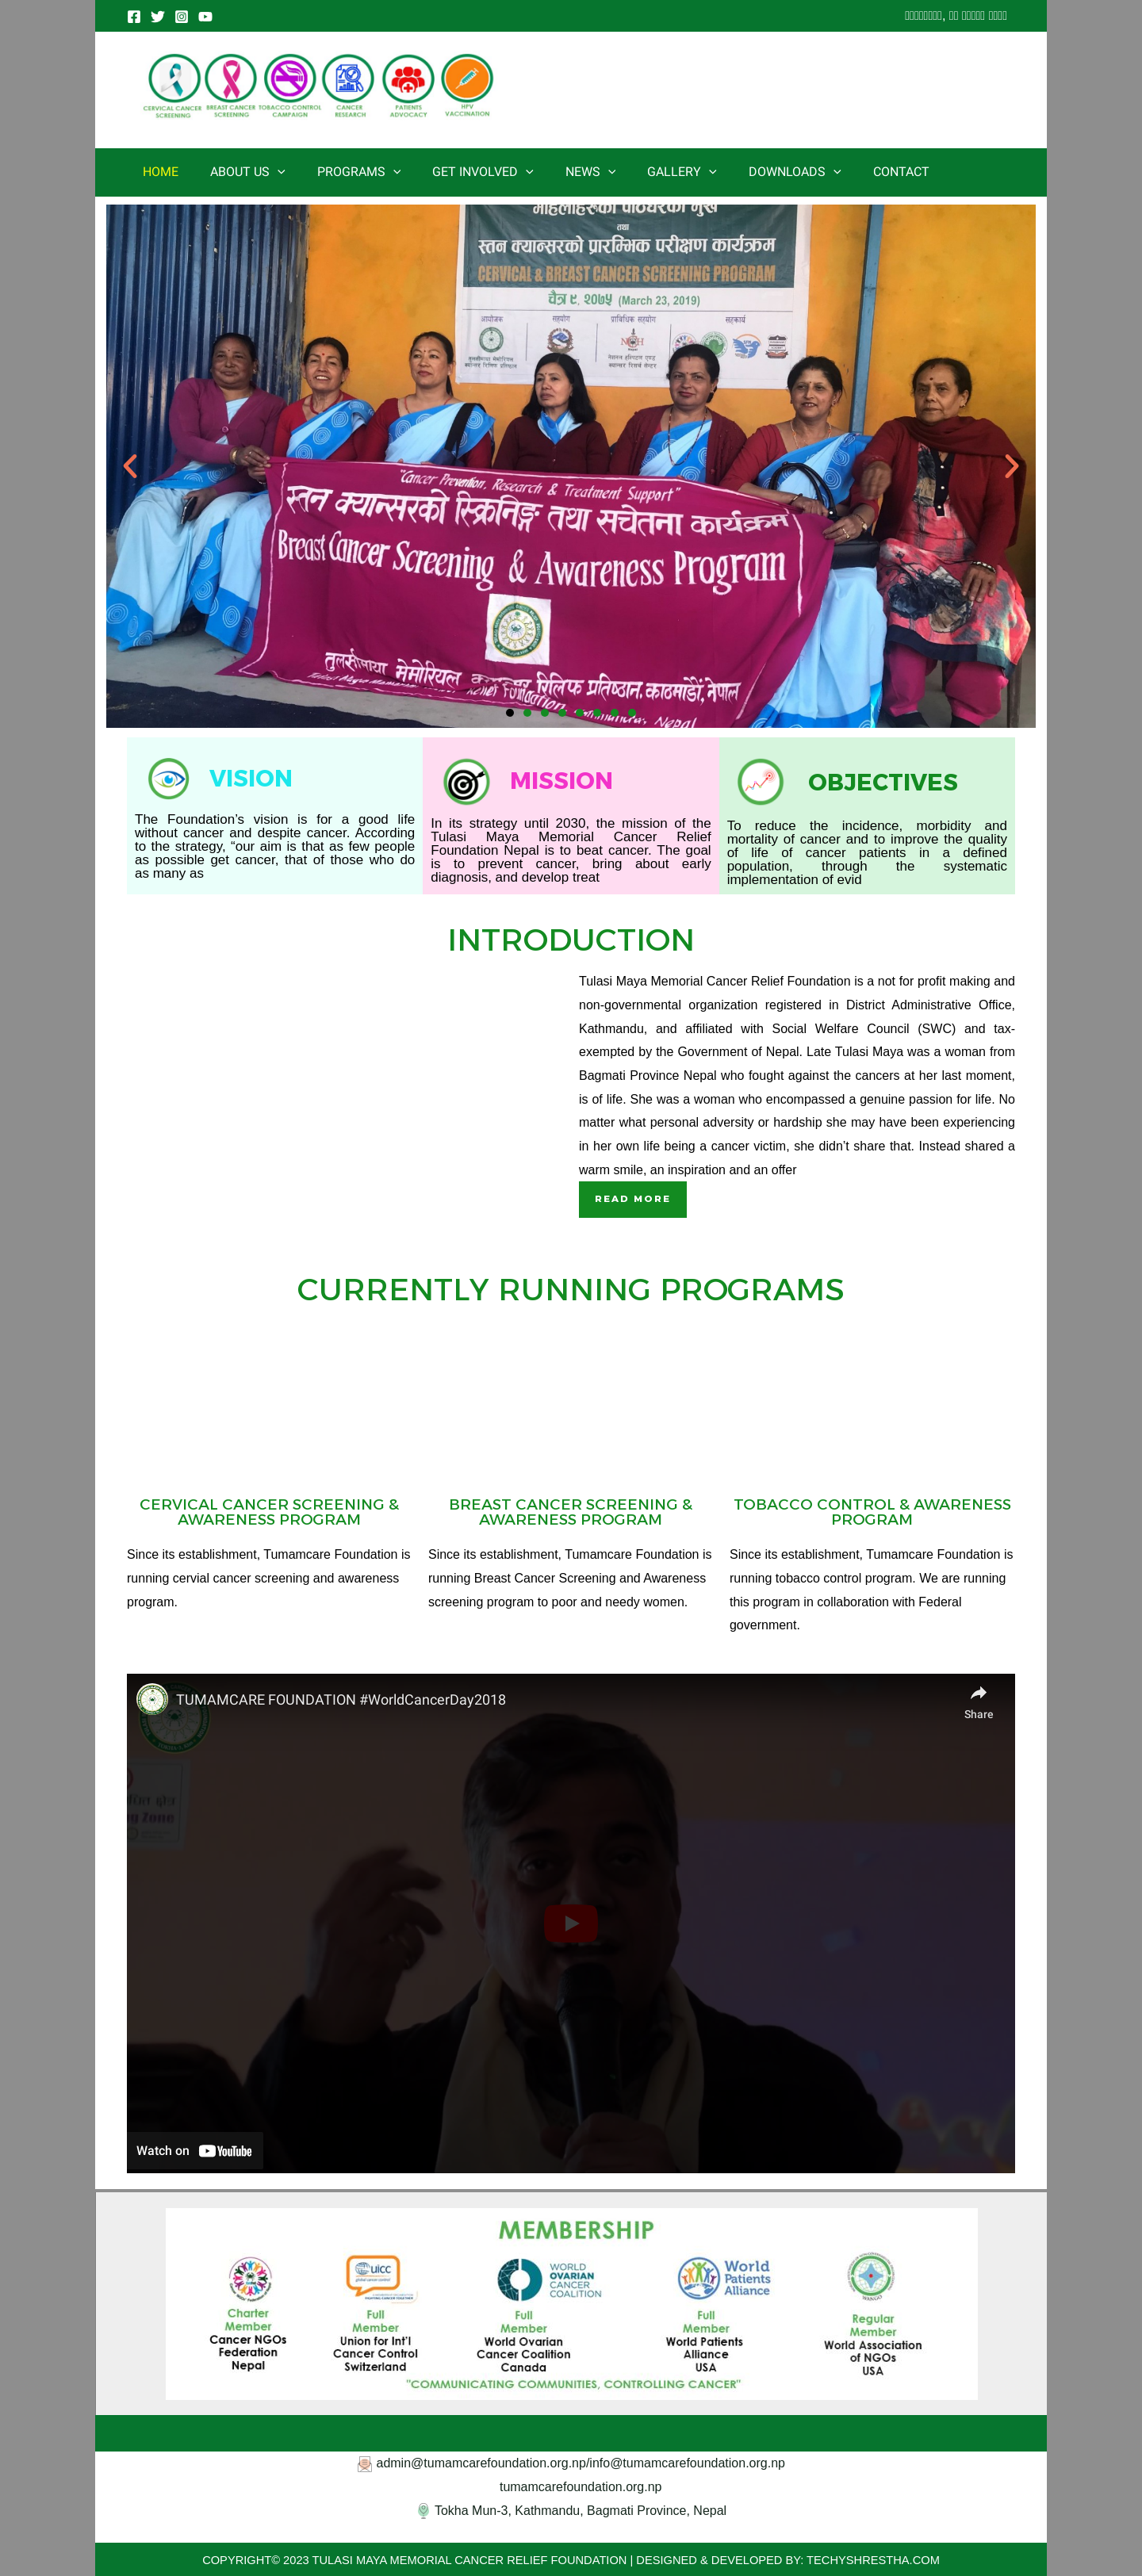 CERVICAL CANCER
SCREENING
BREAST CANCER
SCREENING
TOBACCO CONTROL
CAMPAIGN
CANCER
RESEARCH
PATIENTS
ADVOCACY
HPV
VACCINATION
HOME ABOUT US PROGRAMS GET INVOLVED NEWS GALLERY DOWNLOADS CONTACT
महिलाहरुको पाठेघरको मुख
तथा
स्तन क्यान्सरको प्रारम्भिक परीक्षण कार्यक्रम
CERVICAL & BREAST CANCER SCREENING PROGRAM
चैत्र ९, २०७५ (March 23, 2019)
आयोजक सहयोग प्राविधिक सहयोग सहकार्य
"Cancer Prevention, Research & Treatment Support"
स्तन क्यान्सरको स्क्रिनिङ्ग तथा सचेतना कार्यक्रम
Breast Cancer Screening & Awareness Program
तुलसीमाया मेमोरियल क्यान्सर रिलिफ प्रतिष्ठान, काठमाडौं, नेपाल
VISION
The Foundation’s vision is for a good life
without cancer and despite cancer. According
to the strategy, “our aim is that as few people
as possible get cancer, that of those who do
as many as
MISSION
In its strategy until 2030, the mission of the
Tulasi Maya Memorial Cancer Relief
Foundation Nepal is to beat cancer. The goal
is to prevent cancer, bring about early
diagnosis, and develop treat
OBJECTIVES
To reduce the incidence, morbidity and
mortality of cancer and to improve the quality
of life of cancer patients in a defined
population, through the systematic
implementation of evid
INTRODUCTION
Tulasi Maya Memorial Cancer Relief Foundation is a not for profit making and
non-governmental organization registered in District Administrative Office,
Kathmandu, and affiliated with Social Welfare Council (SWC) and tax-
exempted by the Government of Nepal. Late Tulasi Maya was a woman from
Bagmati Province Nepal who fought against the cancers at her last moment,
is of life. She was a woman who encompassed a genuine passion for life. No
matter what personal adversity or hardship she may have been experiencing
in her own life being a cancer victim, she didn’t share that. Instead shared a
warm smile, an inspiration and an offer
READ MORE
CURRENTLY RUNNING PROGRAMS
CERVICAL CANCER SCREENING &
AWARENESS PROGRAM
Since its establishment, Tumamcare Foundation is
running cervial cancer screening and awareness
program.
BREAST CANCER SCREENING &
AWARENESS PROGRAM
Since its establishment, Tumamcare Foundation is
running Breast Cancer Screening and Awareness
screening program to poor and needy women.
TOBACCO CONTROL & AWARENESS
PROGRAM
Since its establishment, Tumamcare Foundation is
running tobacco control program. We are running
this program in collaboration with Federal
government.
TUMAMCARE FOUNDATION #WorldCancerDay2018
Share
Watch on YouTube
MEMBERSHIP
Charter
Member
Cancer NGOs
Federation
Nepal
UICC
Full
Member
Union for Int'l
Cancer Control
Switzerland
WORLD
OVARIAN
CANCER
COALITION
Full
Member
World Ovarian
Cancer Coalition
Canada
World
Patients
Alliance
Full
Member
World Patients
Alliance
USA
Regular
Member
World Association
of NGOs
USA
"COMMUNICATING COMMUNITIES, CONTROLLING CANCER"
admin@tumamcarefoundation.org.np/info@tumamcarefoundation.org.np
tumamcarefoundation.org.np
Tokha Mun-3, Kathmandu, Bagmati Province, Nepal
COPYRIGHT© 2023 TULASI MAYA MEMORIAL CANCER RELIEF FOUNDATION | DESIGNED & DEVELOPED BY: TECHYSHRESTHA.COM